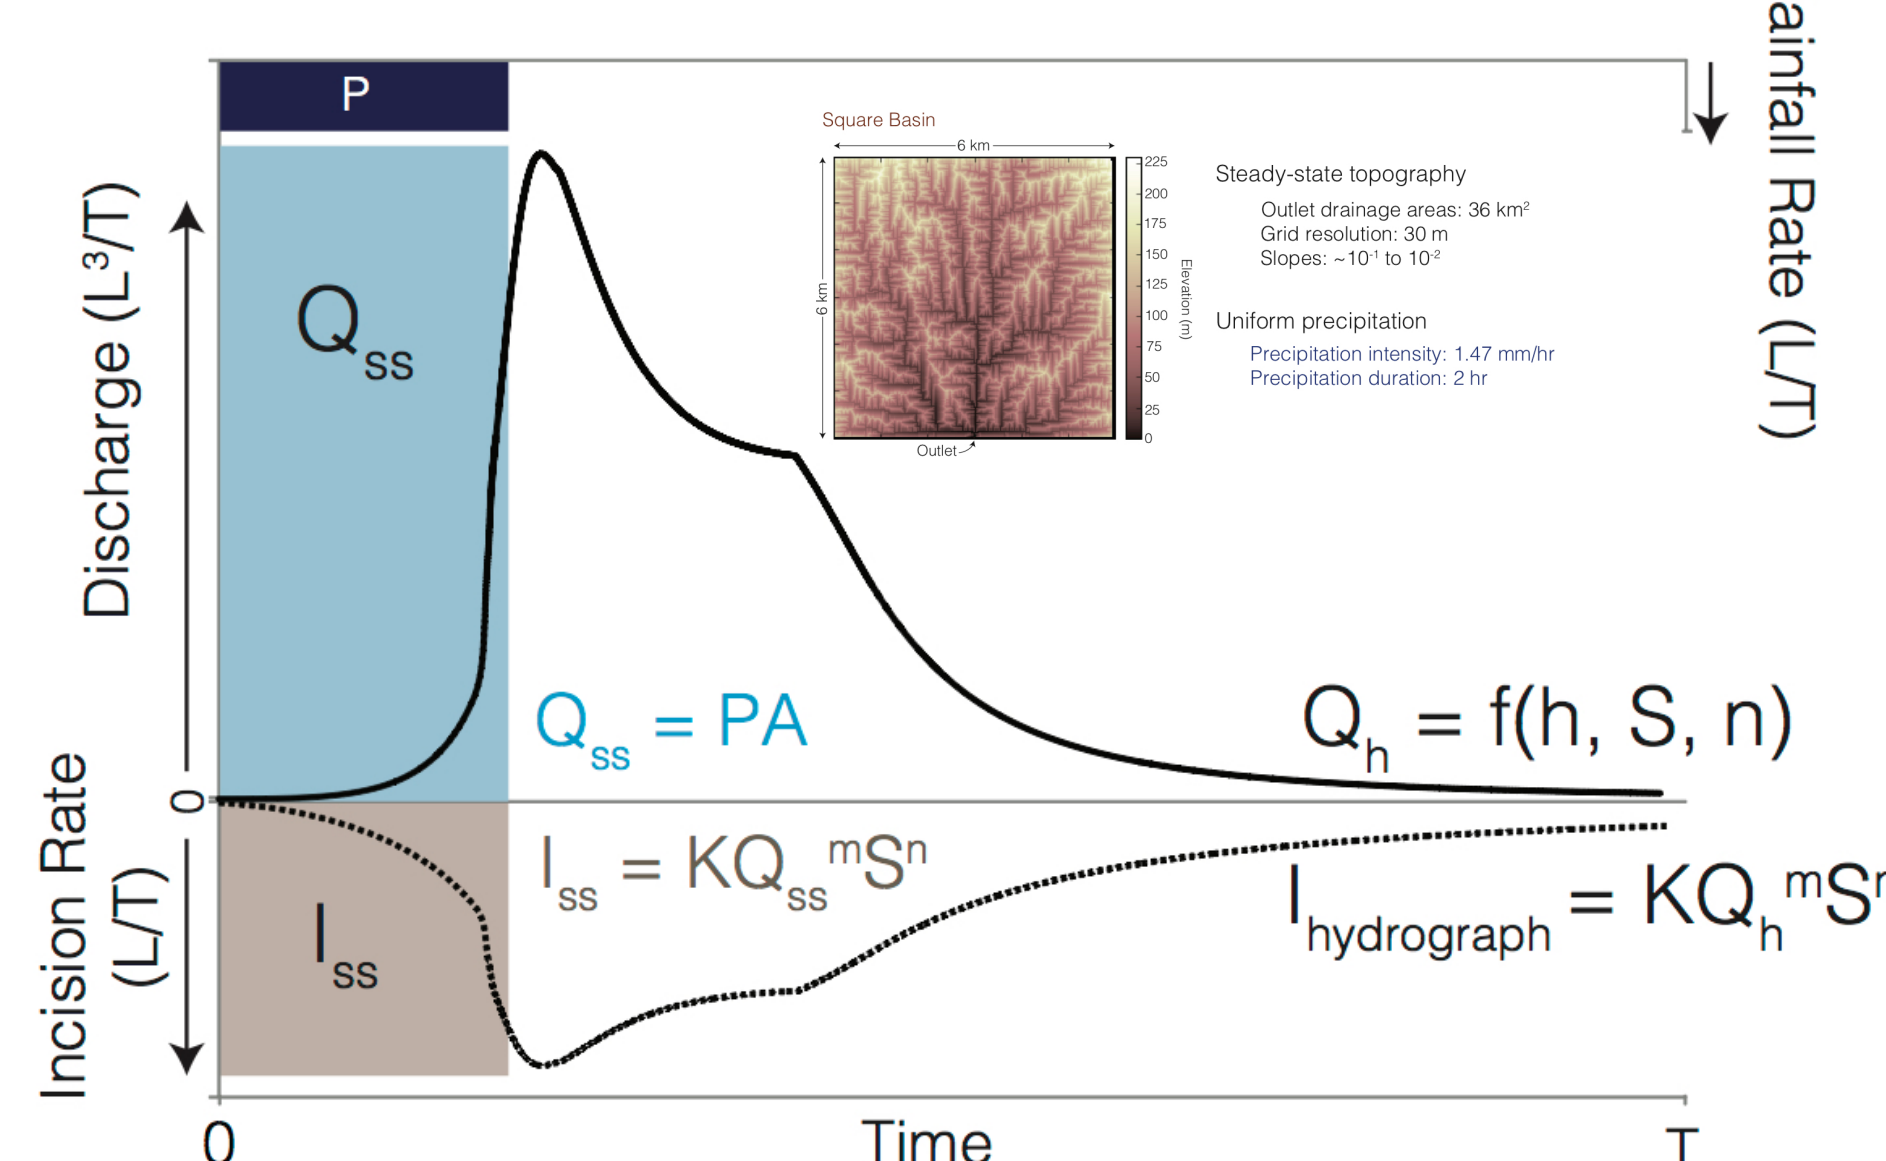 P
ainfall Rate (L/T)
Discharge (L³/T)
Qss
Square Basin
6 km
6 km
225
200
175
150
125
100
75
50
25
0
Elevation (m)
Outlet
Steady-state topography
Outlet drainage areas: 36 km²
Grid resolution: 30 m
Slopes: ~10⁻¹ to 10⁻²
Uniform precipitation
Precipitation intensity: 1.47 mm/hr
Precipitation duration: 2 hr
Qss = PA
Qh = f(h, S, n)
0
Incision Rate
(L/T)
Iss
Iss = KQssᵐSⁿ
Ihydrograph = KQhᵐSⁿ
0
Time
T